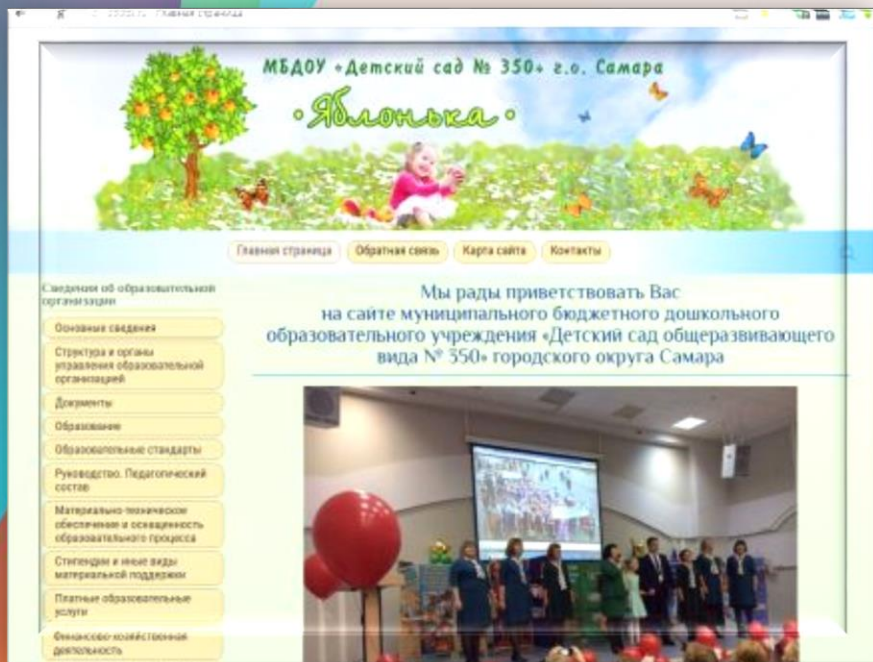 Главная страница
МБДОУ «Детский сад № 350» г.о. Самара
• Яблонька •
Главная страница
Обратная связь
Карта сайта
Контакты
Сведения об образовательной
организации
Основные сведения
Структура и органы
управления образовательной
организацией
Документы
Образование
Образовательные стандарты
Руководство. Педагогический
состав
Материально-техническое
обеспечение и оснащенность
образовательного процесса
Стипендии и иные виды
материальной поддержки
Платные образовательные
услуги
Финансово-хозяйственная
деятельность
Мы рады приветствовать Вас
на сайте муниципального бюджетного дошкольного
образовательного учреждения «Детский сад общеразвивающего
вида № 350» городского округа Самара